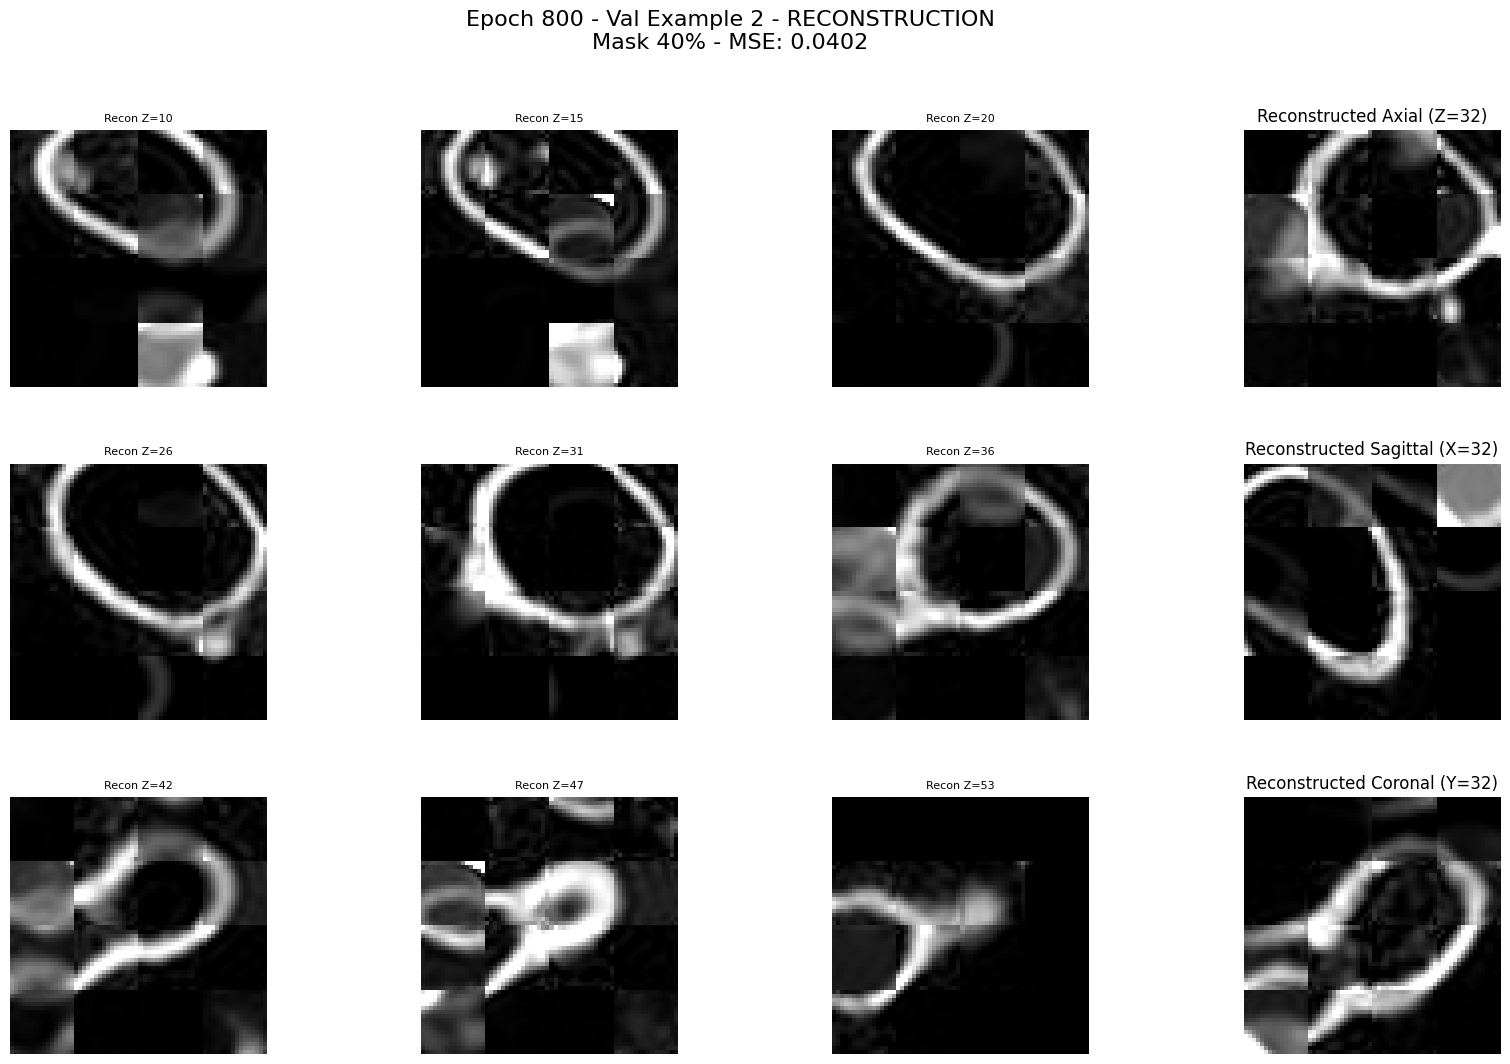 Epoch 800 - Val Example 2 - RECONSTRUCTION
Mask 40% - MSE: 0.0402
Recon Z=10
Recon Z=15
Recon Z=20
Reconstructed Axial (Z=32)
Recon Z=26
Recon Z=31
Recon Z=36
Reconstructed Sagittal (X=32)
Recon Z=42
Recon Z=47
Recon Z=53
Reconstructed Coronal (Y=32)